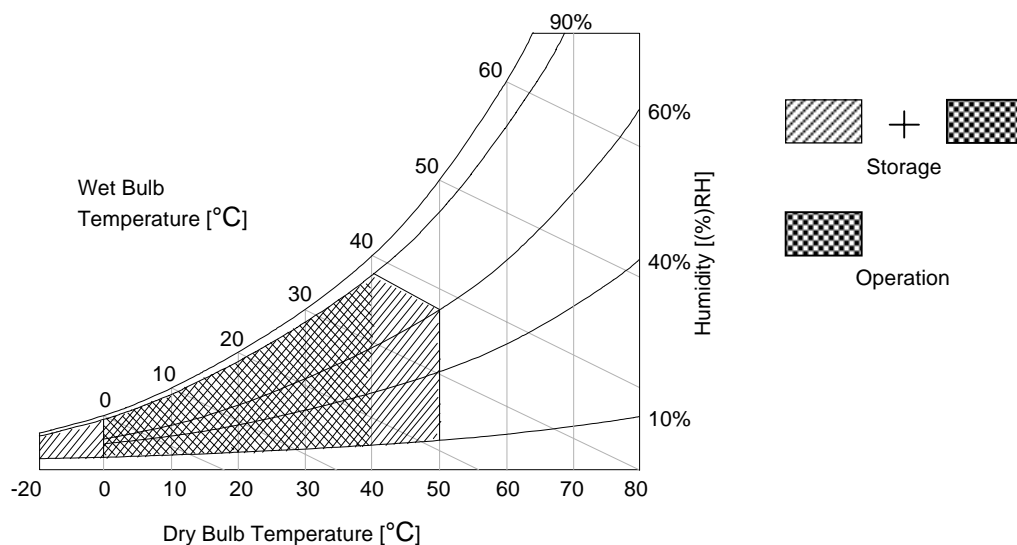 90%
60
60%
50
Wet Bulb
Temperature [°C]
Storage
40
40%
Humidity [(%)RH]
30
Operation
20
10
0
10%
-20 0 10 20 30 40 50 60 70 80
Dry Bulb Temperature [°C]